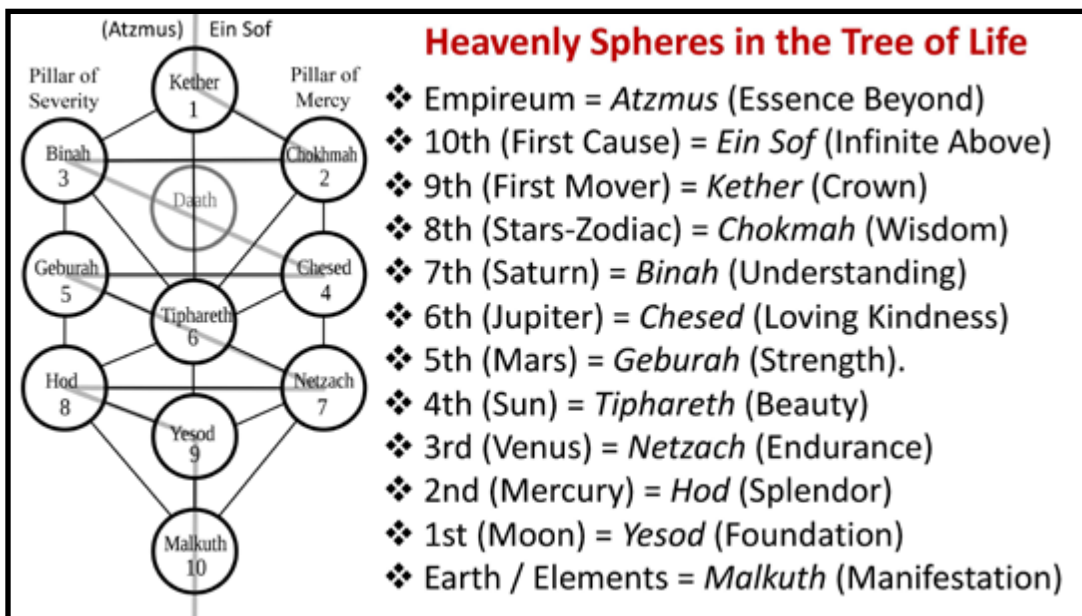 (Atzmus) Ein Sof
Pillar of
Severity
Kether
1
Pillar of
Mercy
Binah
3
Chokhmah
2
Daath
Geburah
5
Chesed
4
Tiphareth
6
Hod
8
Netzach
7
Yesod
9
Malkuth
10
Heavenly Spheres in the Tree of Life
❖ Empireum = Atzmus (Essence Beyond)
❖ 10th (First Cause) = Ein Sof (Infinite Above)
❖ 9th (First Mover) = Kether (Crown)
❖ 8th (Stars-Zodiac) = Chokmah (Wisdom)
❖ 7th (Saturn) = Binah (Understanding)
❖ 6th (Jupiter) = Chesed (Loving Kindness)
❖ 5th (Mars) = Geburah (Strength).
❖ 4th (Sun) = Tiphareth (Beauty)
❖ 3rd (Venus) = Netzach (Endurance)
❖ 2nd (Mercury) = Hod (Splendor)
❖ 1st (Moon) = Yesod (Foundation)
❖ Earth / Elements = Malkuth (Manifestation)